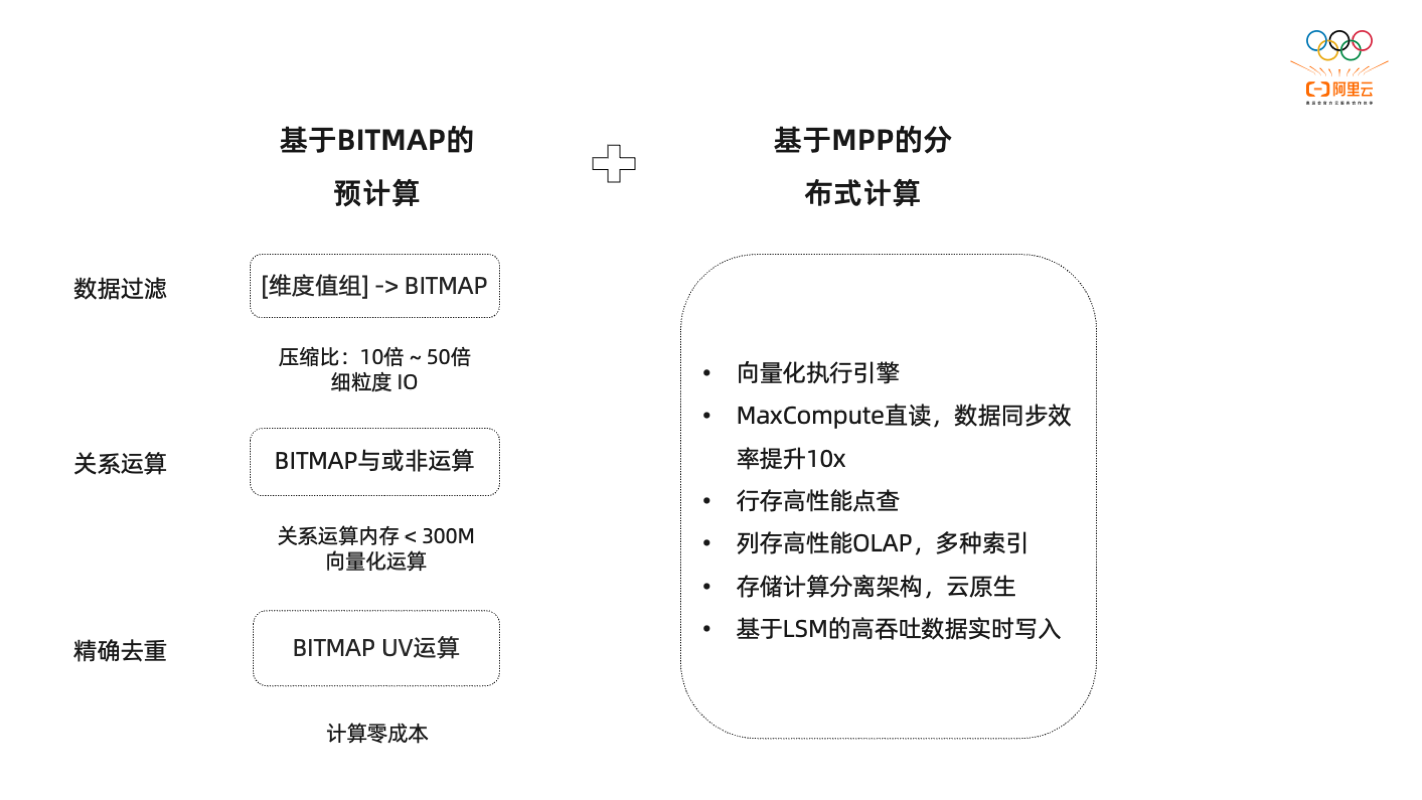 阿里云
基于BITMAP的
预计算
基于MPP的分
布式计算
数据过滤
[维度值组] -> BITMAP
压缩比：10倍 ~ 50倍
细粒度 IO
关系运算
BITMAP与或非运算
关系运算内存 < 300M
向量化运算
精确去重
BITMAP UV运算
计算零成本
• 向量化执行引擎
• MaxCompute直读，数据同步效
率提升10x
• 行存高性能点查
• 列存高性能OLAP，多种索引
• 存储计算分离架构，云原生
• 基于LSM的高吞吐数据实时写入